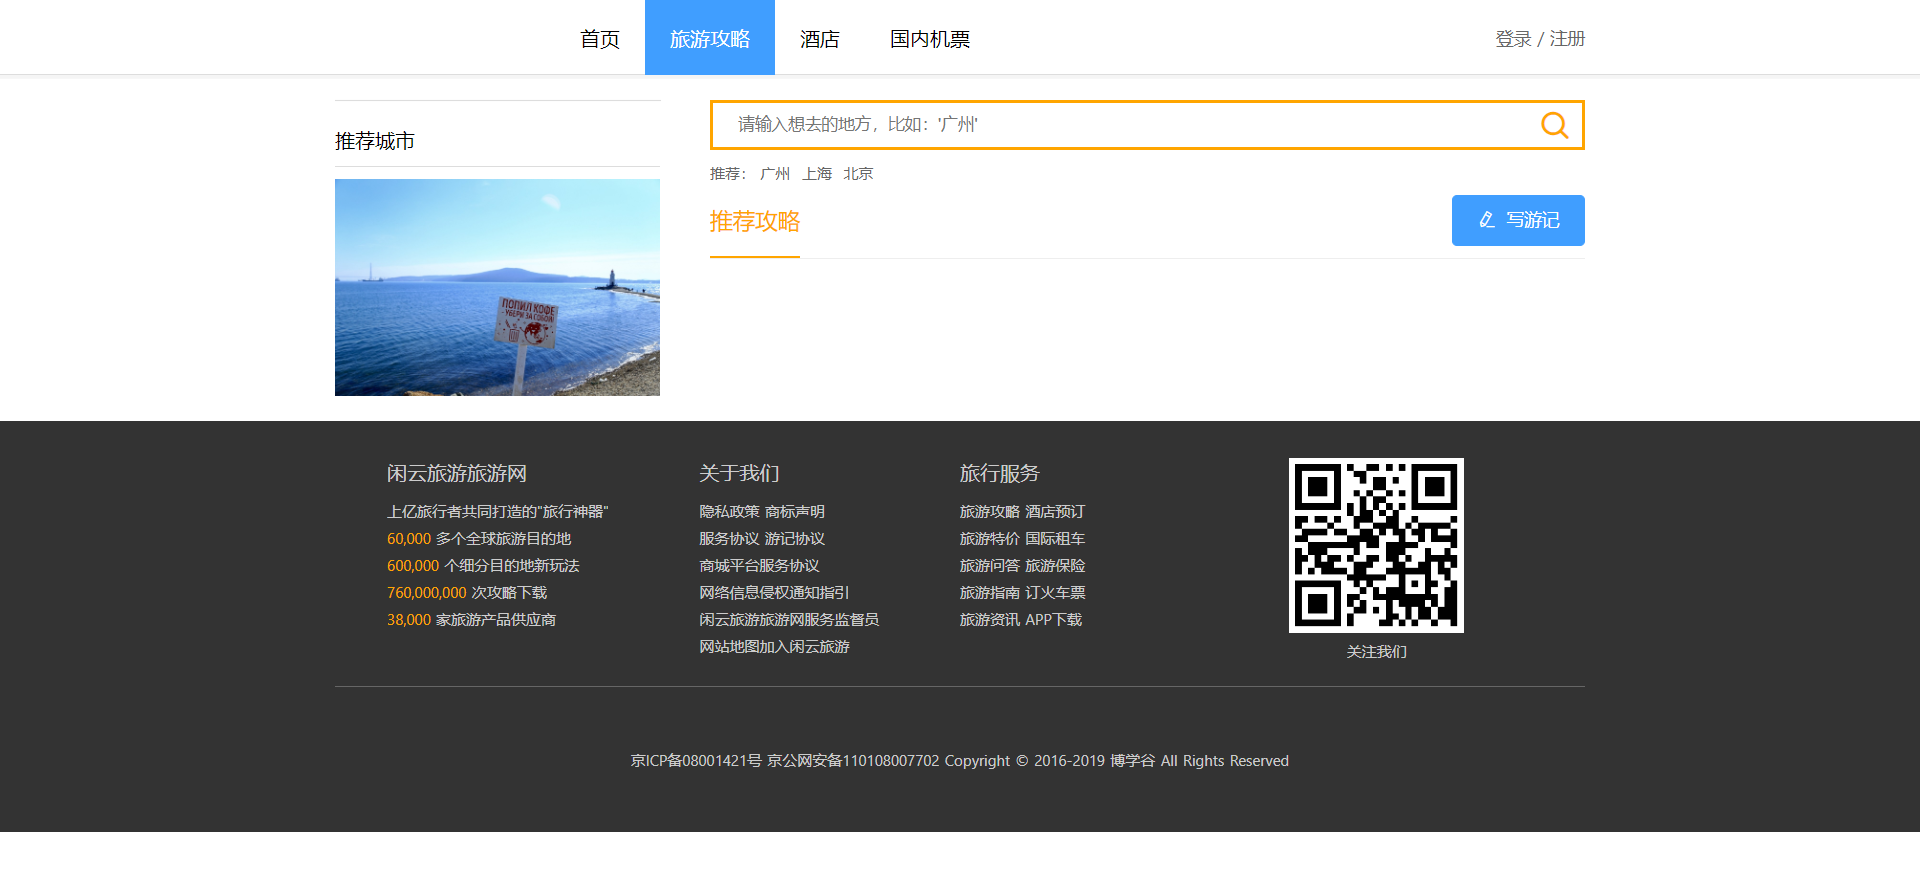 首页 旅游攻略 酒店 国内机票 登录 / 注册
推荐城市
ПОПИЛ КОФЕ
УБЕРИ ЗА СОБОЙ
请输入想去的地方，比如：'广州'
推荐： 广州 上海 北京
推荐攻略
写游记
闲云旅游旅游网
上亿旅行者共同打造的"旅行神器"
60,000 多个全球旅游目的地
600,000 个细分目的地新玩法
760,000,000 次攻略下载
38,000 家旅游产品供应商
关于我们
隐私政策 商标声明
服务协议 游记协议
商城平台服务协议
网络信息侵权通知指引
闲云旅游旅游网服务监督员
网站地图加入闲云旅游
旅行服务
旅游攻略 酒店预订
旅游特价 国际租车
旅游问答 旅游保险
旅游指南 订火车票
旅游资讯 APP下载
关注我们
京ICP备08001421号 京公网安备110108007702 Copyright © 2016-2019 博学谷 All Rights Reserved